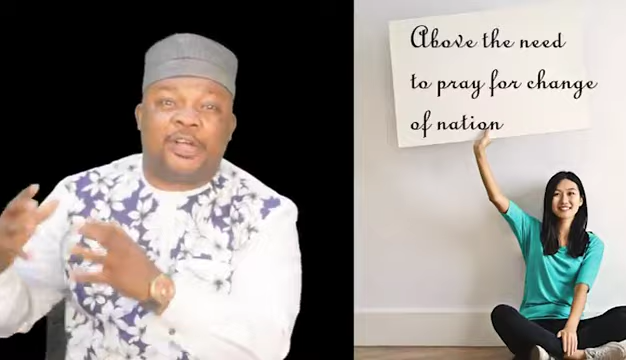 Above the need
to pray for change
of nation